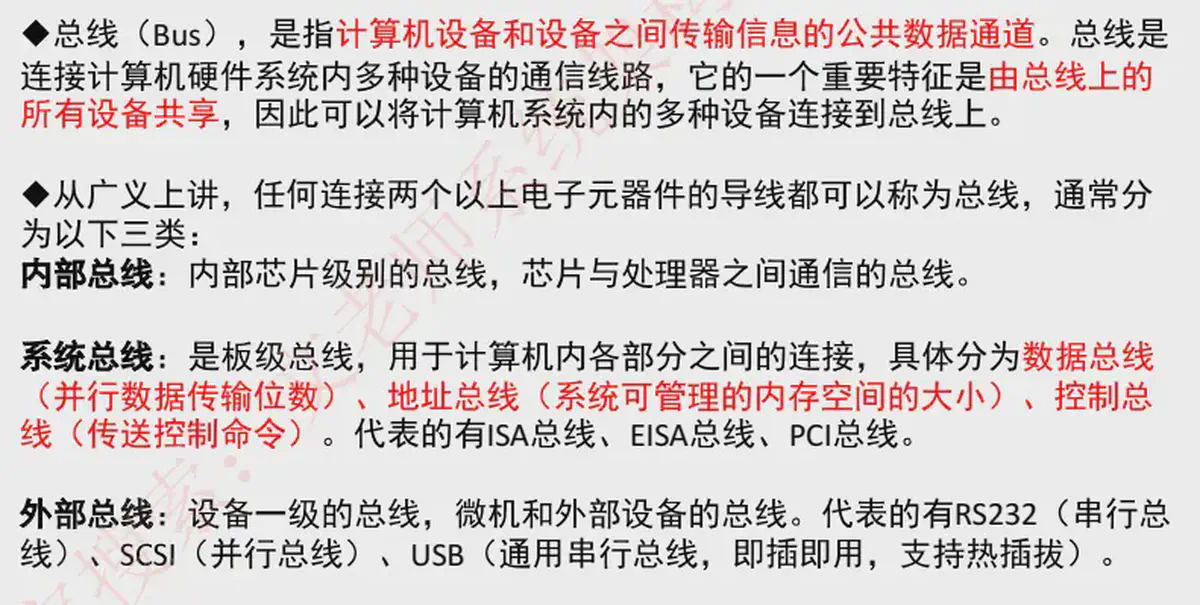 ◆总线（Bus），是指计算机设备和设备之间传输信息的公共数据通道。总线是
连接计算机硬件系统内多种设备的通信线路，它的一个重要特征是由总线上的
所有设备共享，因此可以将计算机系统内的多种设备连接到总线上。
◆从广义上讲，任何连接两个以上电子元器件的导线都可以称为总线，通常分
为以下三类：
内部总线：内部芯片级别的总线，芯片与处理器之间通信的总线。
系统总线：是板级总线，用于计算机内各部分之间的连接，具体分为数据总线
（并行数据传输位数）、地址总线（系统可管理的内存空间的大小）、控制总
线（传送控制命令）。代表的有ISA总线、EISA总线、PCI总线。
外部总线：设备一级的总线，微机和外部设备的总线。代表的有RS232（串行总
线）、SCSI（并行总线）、USB（通用串行总线，即插即用，支持热插拔）。